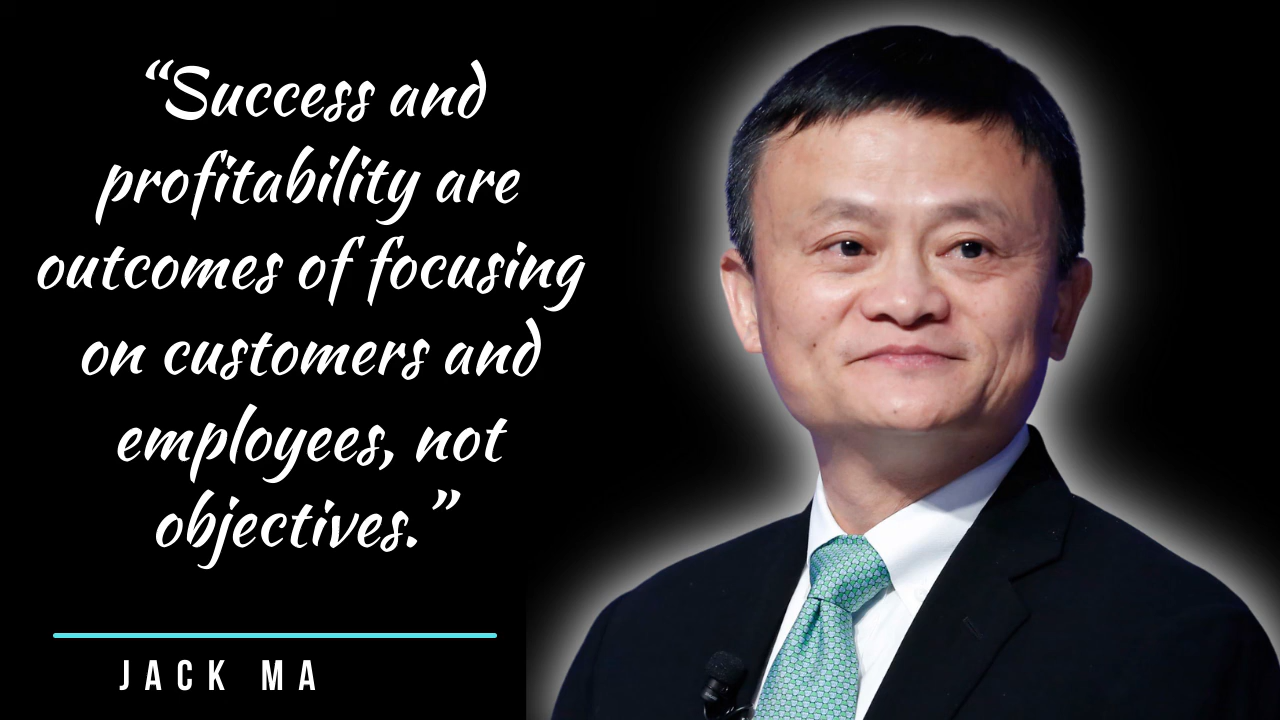 “Success and
profitability are
outcomes of focusing
on customers and
employees, not
objectives.”
JACK MA